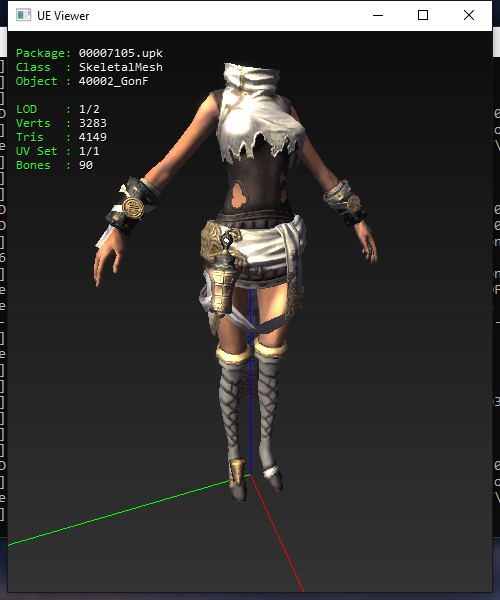 UE Viewer
Package: 00007105.upk
Class : SkeletalMesh
Object : 40002_GonF
LOD : 1/2
Verts : 3283
Tris : 4149
UV Set : 1/1
Bones : 90